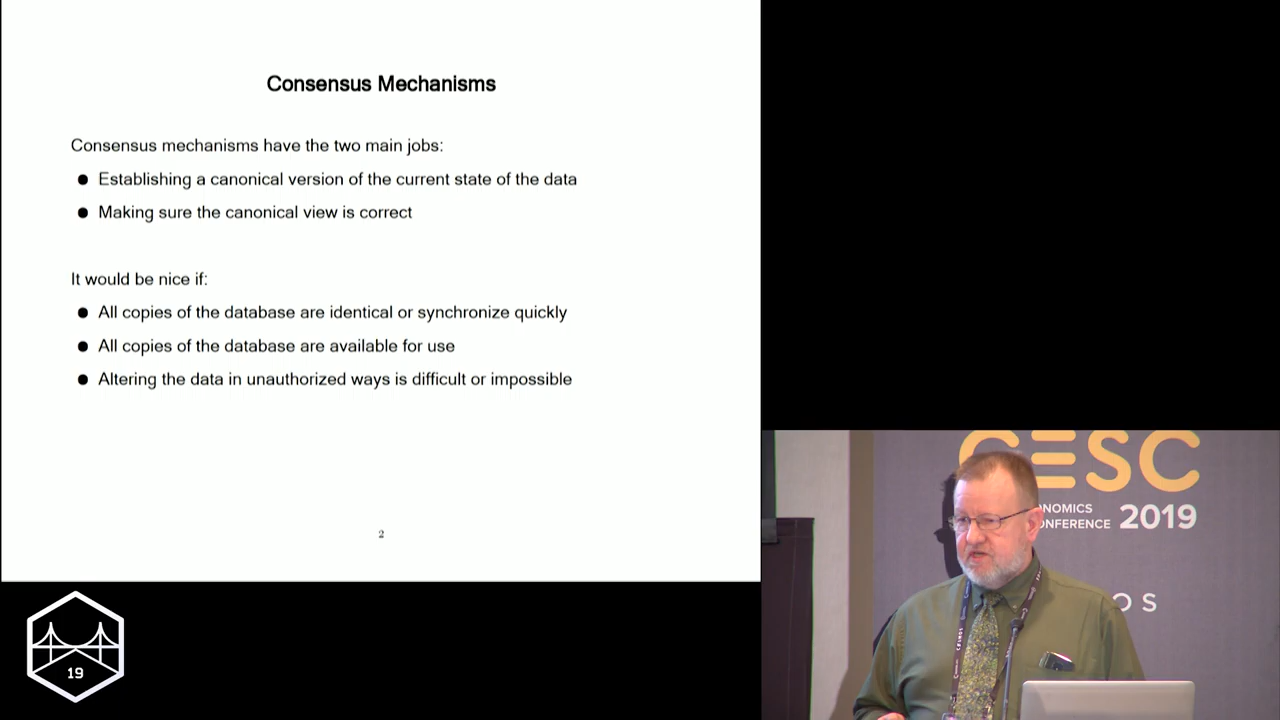 Consensus Mechanisms
Consensus mechanisms have the two main jobs:
● Establishing a canonical version of the current state of the data
● Making sure the canonical view is correct
It would be nice if:
● All copies of the database are identical or synchronize quickly
● All copies of the database are available for use
● Altering the data in unauthorized ways is difficult or impossible
2
CESC
NOMICS
ONFERENCE 2019
OS
19